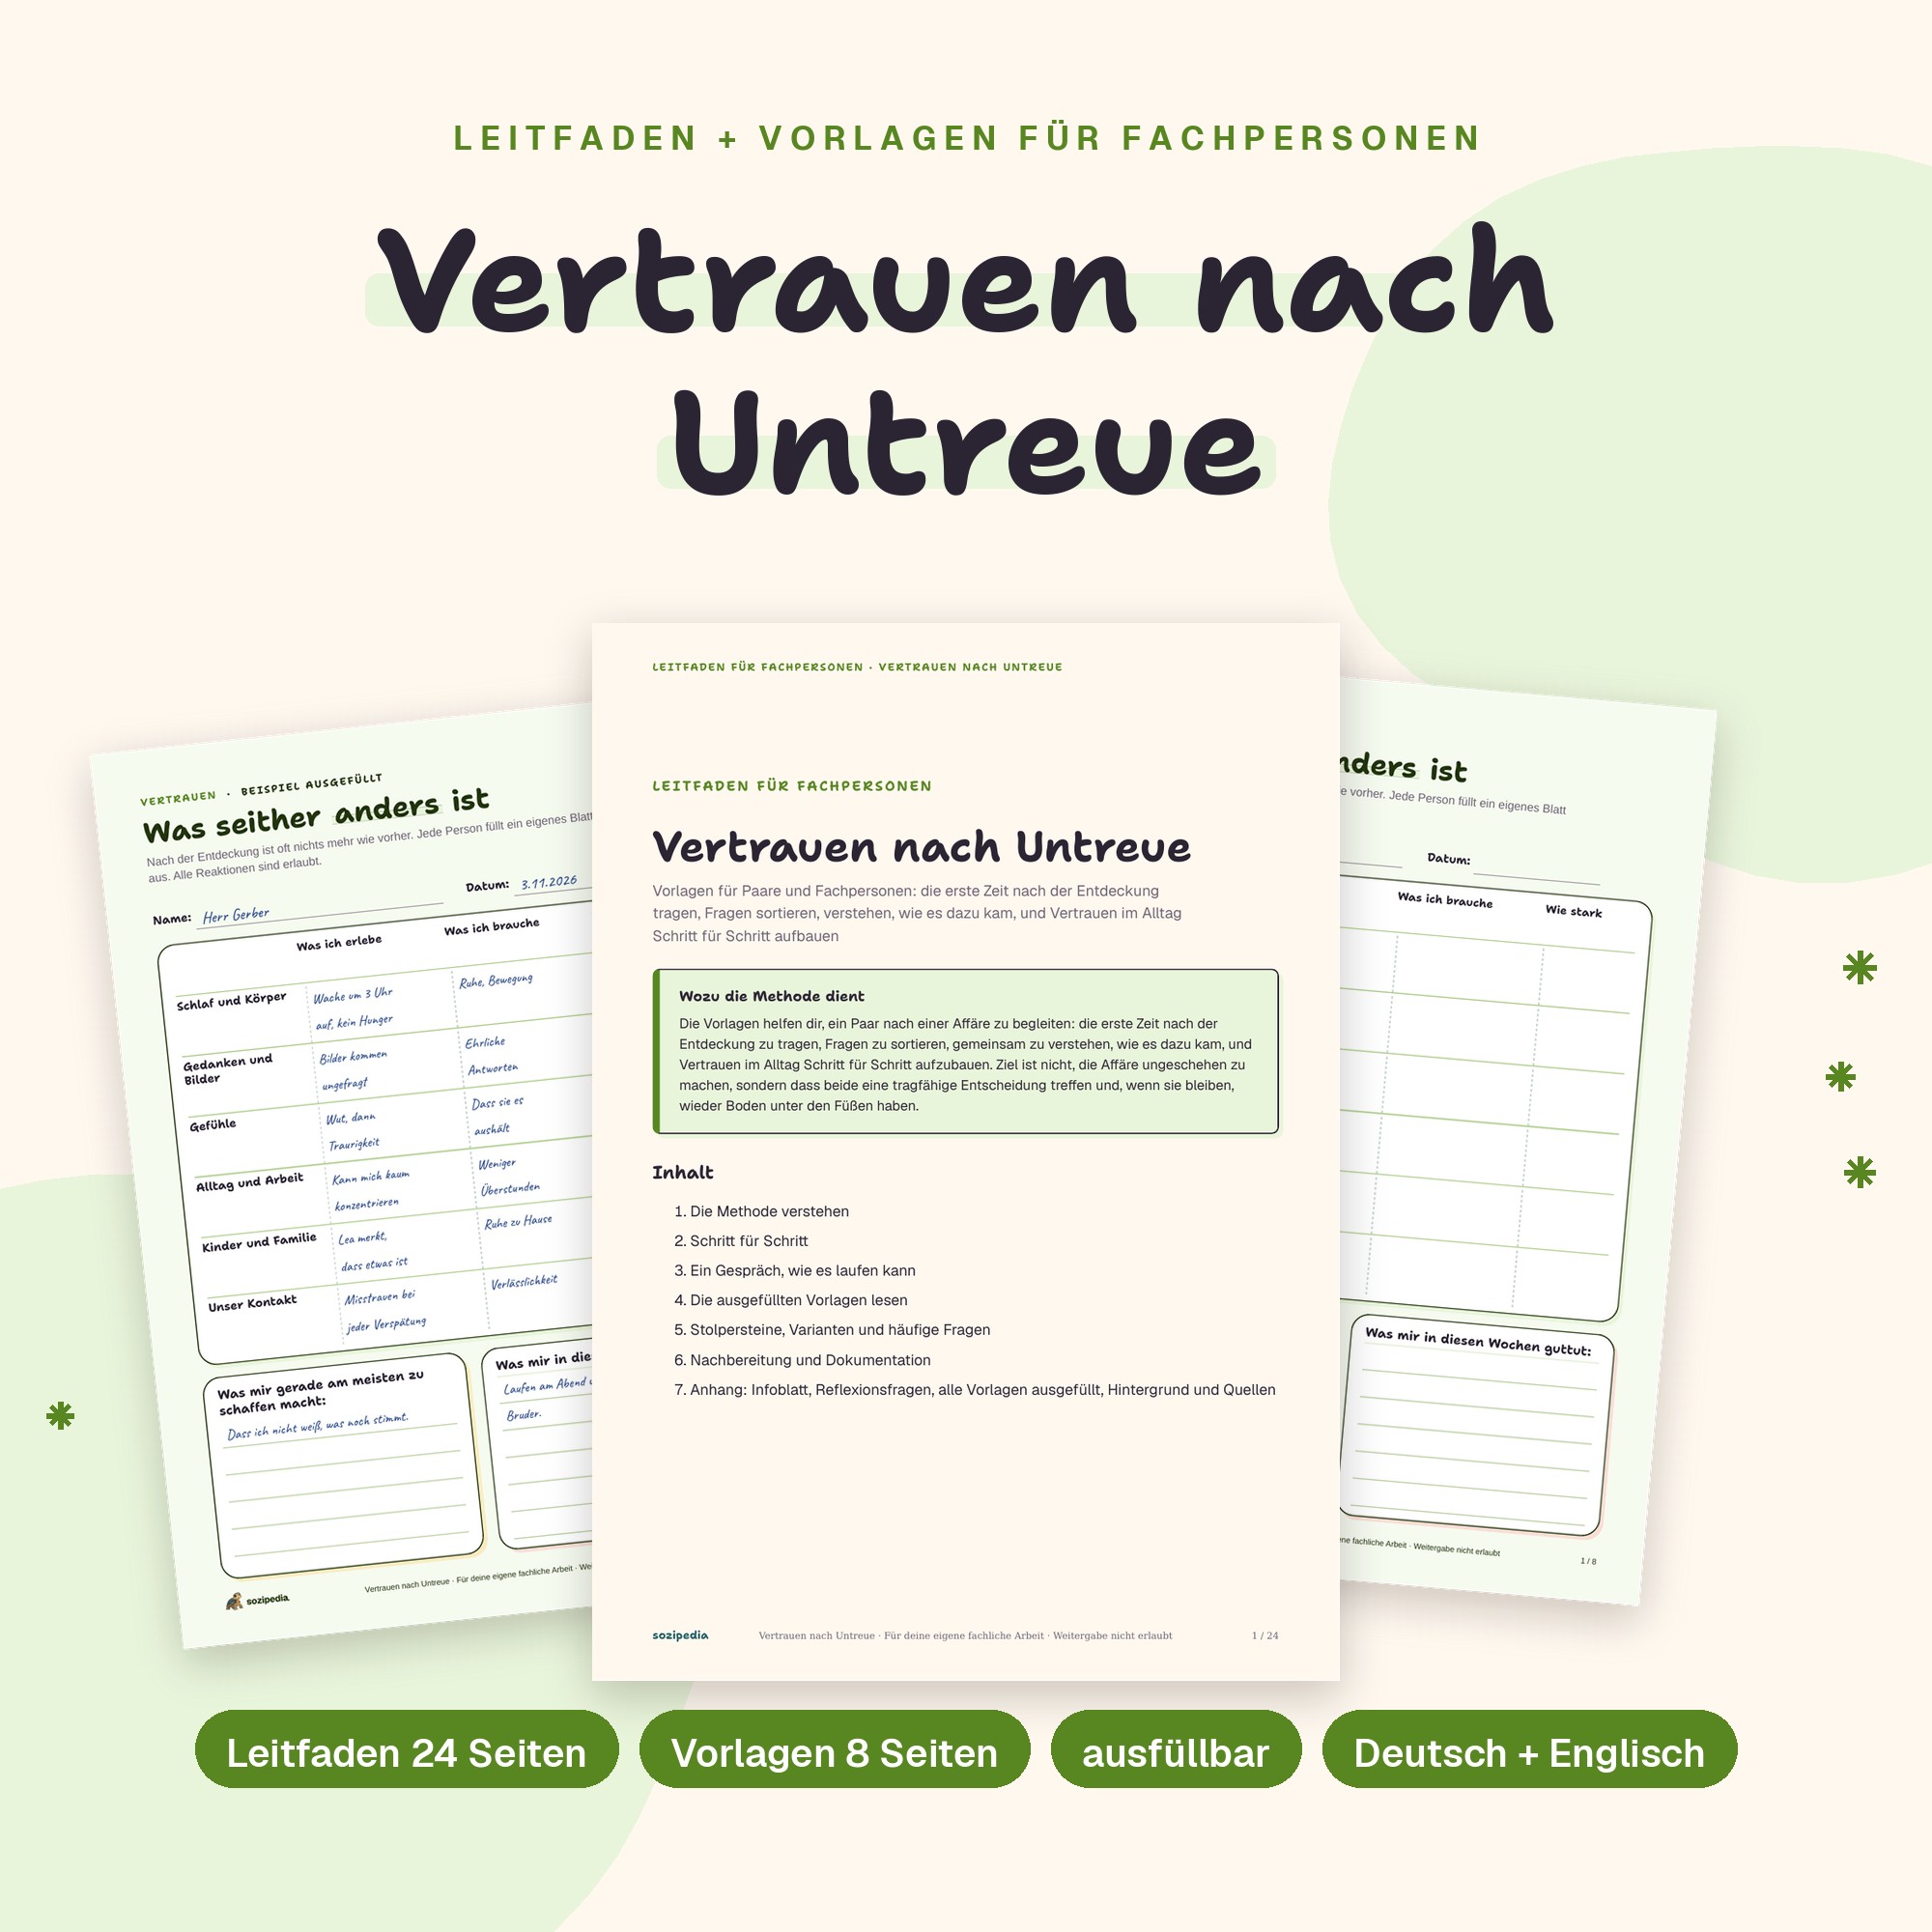 LEITFADEN + VORLAGEN FÜR FACHPERSONEN
Vertrauen nach
Untreue
VERTRAUEN · BEISPIEL AUSGEFÜLLT
Was seither anders ist
Nach der Entdeckung ist oft nichts mehr wie vorher. Jede Person füllt ein eigenes Blatt
aus. Alle Reaktionen sind erlaubt.
Name: Herr Gerber
Datum: 3.11.2026
Was ich erlebe
Was ich brauche
Schlaf und Körper
Wache um 3 Uhr
auf, kein Hunger
Ruhe, Bewegung
Gedanken und
Bilder
Bilder kommen
ungefragt
Ehrliche
Antworten
Gefühle
Wut, dann
Traurigkeit
Dass sie es
aushält
Alltag und Arbeit
Kann mich kaum
konzentrieren
Weniger
Überstunden
Kinder und Familie
Lea merkt,
dass etwas ist
Ruhe zu Hause
Unser Kontakt
Misstrauen bei
jeder Verspätung
Verlässlichkeit
Was mir gerade am meisten zu
schaffen macht:
Dass ich nicht weiß, was noch stimmt.
Was mir in
Laufen am Abend
Bruder.
sozipedia
Vertrauen nach Untreue · Für deine eigene fachliche Arbeit ·
LEITFADEN FÜR FACHPERSONEN · VERTRAUEN NACH UNTREUE
LEITFADEN FÜR FACHPERSONEN
Vertrauen nach Untreue
Vorlagen für Paare und Fachpersonen: die erste Zeit nach der Entdeckung
tragen, Fragen sortieren, verstehen, wie es dazu kam, und Vertrauen im Alltag
Schritt für Schritt aufbauen
Wozu die Methode dient
Die Vorlagen helfen dir, ein Paar nach einer Affäre zu begleiten: die erste Zeit nach der
Entdeckung zu tragen, Fragen zu sortieren, gemeinsam zu verstehen, wie es dazu kam, und
Vertrauen im Alltag Schritt für Schritt aufzubauen. Ziel ist nicht, die Affäre ungeschehen zu
machen, sondern dass beide eine tragfähige Entscheidung treffen und, wenn sie bleiben,
wieder Boden unter den Füßen haben.
Inhalt
1. Die Methode verstehen
2. Schritt für Schritt
3. Ein Gespräch, wie es laufen kann
4. Die ausgefüllten Vorlagen lesen
5. Stolpersteine, Varianten und häufige Fragen
6. Nachbereitung und Dokumentation
7. Anhang: Infoblatt, Reflexionsfragen, alle Vorlagen ausgefüllt, Hintergrund und Quellen
sozipedia
Vertrauen nach Untreue · Für deine eigene fachliche Arbeit · Weitergabe nicht erlaubt
1 / 24
ist
vorher. Jede Person füllt ein eigenes Blatt
Datum:
Was ich brauche
Wie stark
Was mir in diesen Wochen guttut:
fachliche Arbeit · Weitergabe nicht erlaubt
1 / 8
Leitfaden 24 Seiten
Vorlagen 8 Seiten
ausfüllbar
Deutsch + Englisch